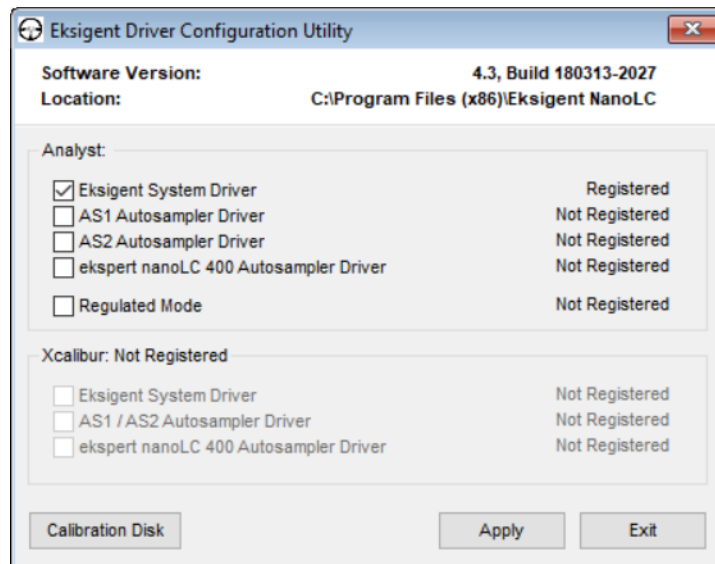 Eksigent Driver Configuration Utility
Software Version: 4.3, Build 180313-2027
Location: C:\Program Files (x86)\Eksigent NanoLC
Analyst:
Eksigent System Driver Registered
AS1 Autosampler Driver Not Registered
AS2 Autosampler Driver Not Registered
ekspert nanoLC 400 Autosampler Driver Not Registered
Regulated Mode Not Registered
Xcalibur: Not Registered
Eksigent System Driver Not Registered
AS1 / AS2 Autosampler Driver Not Registered
ekspert nanoLC 400 Autosampler Driver Not Registered
Calibration Disk Apply Exit